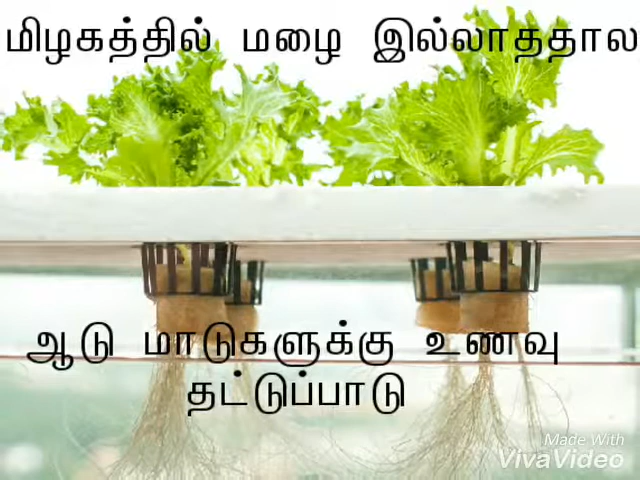 மிழகத்தில் மழை இல்லாததால
ஆடு மாடுகளுக்கு உணவு
தட்டுப்பாடு
Made With
VivaVideo